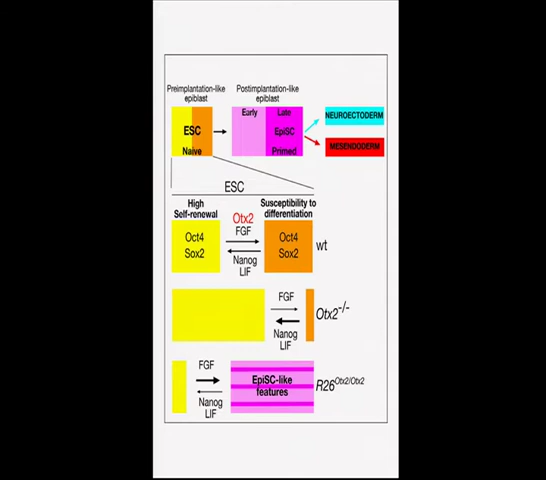 Preimplantation-like
epiblast
Postimplantation-like
epiblast
Early
Late
ESC
EpiSC
Naive
Primed
NEUROECTODERM
MESENDODERM
ESC
High
Self-renewal
Susceptibility to
differentiation
Otx2
FGF
Oct4
Sox2
Oct4
Sox2
wt
Nanog
LIF
FGF
Otx2-/-
Nanog
LIF
FGF
EpiSC-like
features
R26Otx2/Otx2
Nanog
LIF